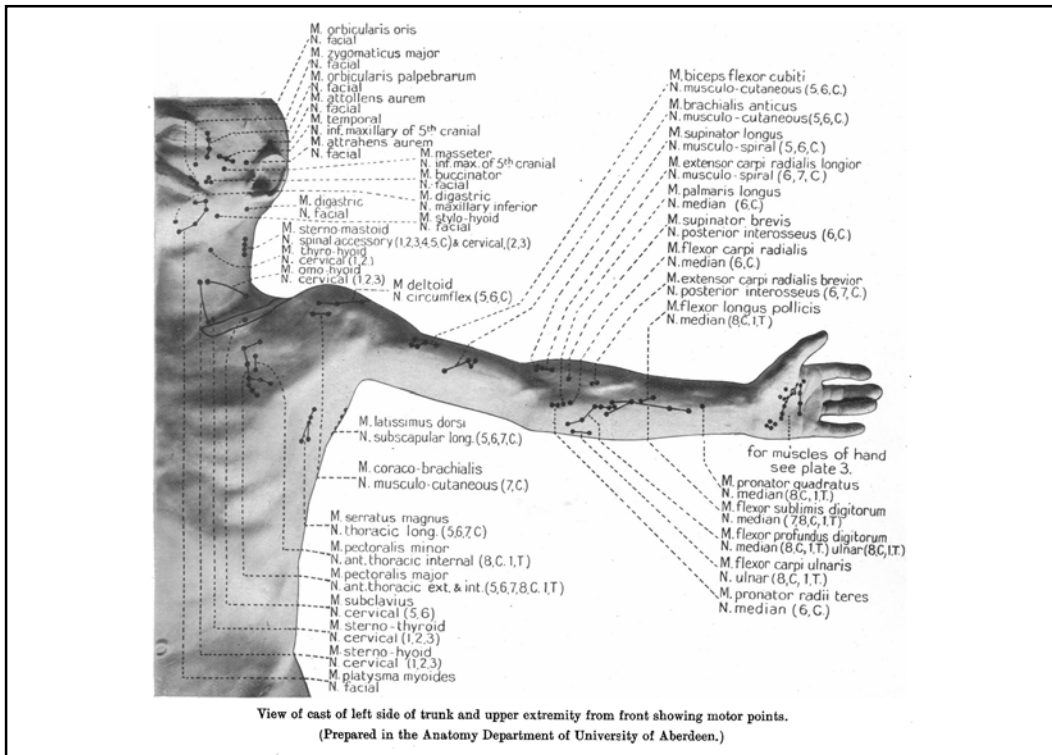 M. orbicularis oris
N. facial
M. zygomaticus major
N. facial
M. orbicularis palpebrarum
N. facial
M. attollens aurem
N. facial
M. temporal
N. inf. maxillary of 5th cranial
M. attrahens aurem
N. facial
M. masseter
N. inf. max. of 5th cranial
M. buccinator
N. facial
M. digastric
N. maxillary inferior
M. stylo-hyoid
N. facial
M. digastric
N. facial
M. sterno-mastoid
N. spinal accessory (1,2,3,4,5,C) & cervical, (2,3)
M. thyro-hyoid
N. cervical (1,2.)
M. omo-hyoid
N. cervical (1,2,3)
M deltoid
N. circumflex (5,6,C)
M. biceps flexor cubiti
N. musculo-cutaneous (5,6,C.)
M. brachialis anticus
N. musculo-cutaneous (5,6,C)
M. supinator longus
N. musculo-spiral (5,6,C)
M. extensor carpi radialis longior
N. musculo-spiral (6,7,C)
M. palmaris longus
N. median (6,C)
M. supinator brevis
N. posterior interosseus (6,C)
M. flexor carpi radialis
N. median (6,C)
M. extensor carpi radialis brevior
N. posterior interosseus (6,7,C)
M. flexor longus pollicis
N. median (8,C,1,T)
M. latissimus dorsi
N. subscapular long. (5,6,7,C.)
M. coraco-brachialis
N. musculo-cutaneous (7,C)
M. serratus magnus
N. thoracic long. (5,6,7,C)
M. pectoralis minor
N. ant. thoracic internal (8,C. 1,T)
M. pectoralis major
N. ant. thoracic ext. & int. (5,6,7,8,C. 1,T)
M. subclavius
N. cervical (5,6)
M. sterno-thyroid
N. cervical (1,2,3)
M. sterno-hyoid
N. cervical (1,2,3)
M. platysma myoides
N. facial
for muscles of hand
see plate 3.
M. pronator quadratus
N. median (8,C, 1,T.)
M. flexor sublimis digitorum
N. median (7,8,C, 1,T)
M. flexor profundus digitorum
N. median (8,C, 1,T.) ulnar (8,C, 1,T.)
M. flexor carpi ulnaris
N. ulnar (8,C, 1,T.)
M. pronator radii teres
N. median (6,C.)
View of cast of left side of trunk and upper extremity from front showing motor points.
(Prepared in the Anatomy Department of University of Aberdeen.)